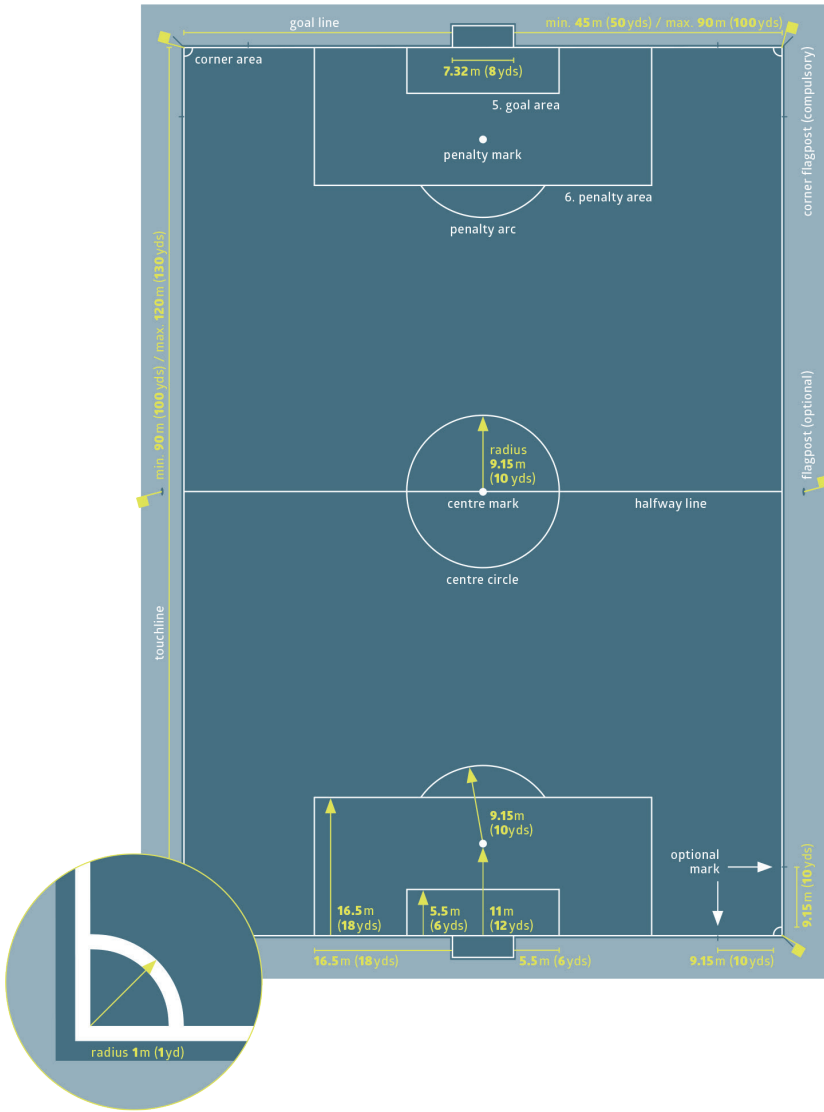 goal line
min. 45 m (50 yds) / max. 90 m (100 yds)
corner area
7.32 m (8 yds)
5. goal area
penalty mark
6. penalty area
penalty arc
corner flagpost (compulsory)
min. 90 m (100 yds) / max. 120 m (130 yds)
radius
9.15 m
(10 yds)
flagpost (optional)
centre mark
halfway line
centre circle
touchline
9.15 m
(10 yds)
optional
mark
9.15 m (10 yds)
16.5 m
(18 yds)
5.5 m
(6 yds)
11 m
(12 yds)
16.5 m (18 yds)
5.5 m (6 yds)
9.15 m (10 yds)
radius 1 m (1 yd)